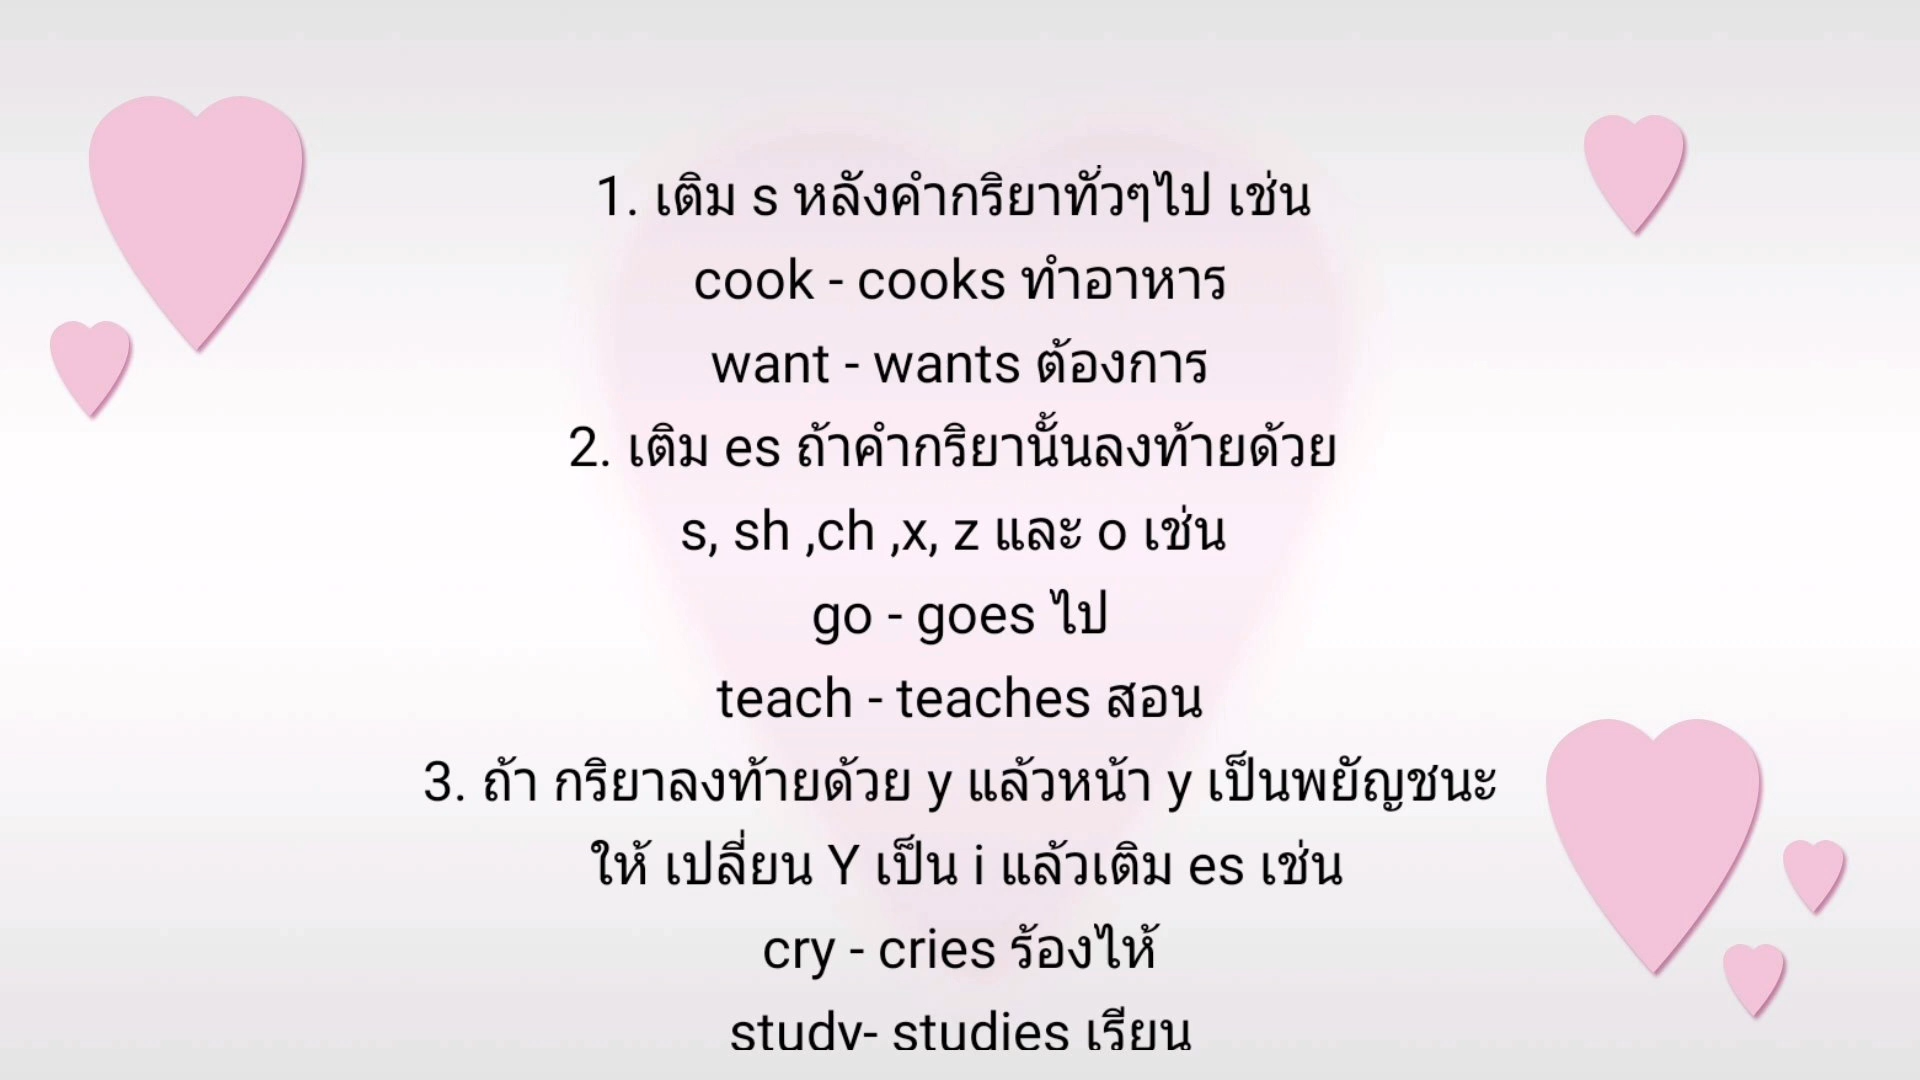 1. เติม s หลังคำกริยาทั่วๆไป เช่น
cook - cooks ทำอาหาร
want - wants ต้องการ
2. เติม es ถ้าคำกริยานั้นลงท้ายด้วย
s, sh ,ch ,x, z และ o เช่น
go - goes ไป
teach - teaches สอน
3. ถ้า กริยาลงท้ายด้วย y แล้วหน้า y เป็นพยัญชนะ
ให้ เปลี่ยน Y เป็น i แล้วเติม es เช่น
cry - cries ร้องไห้
study- studies เรียน